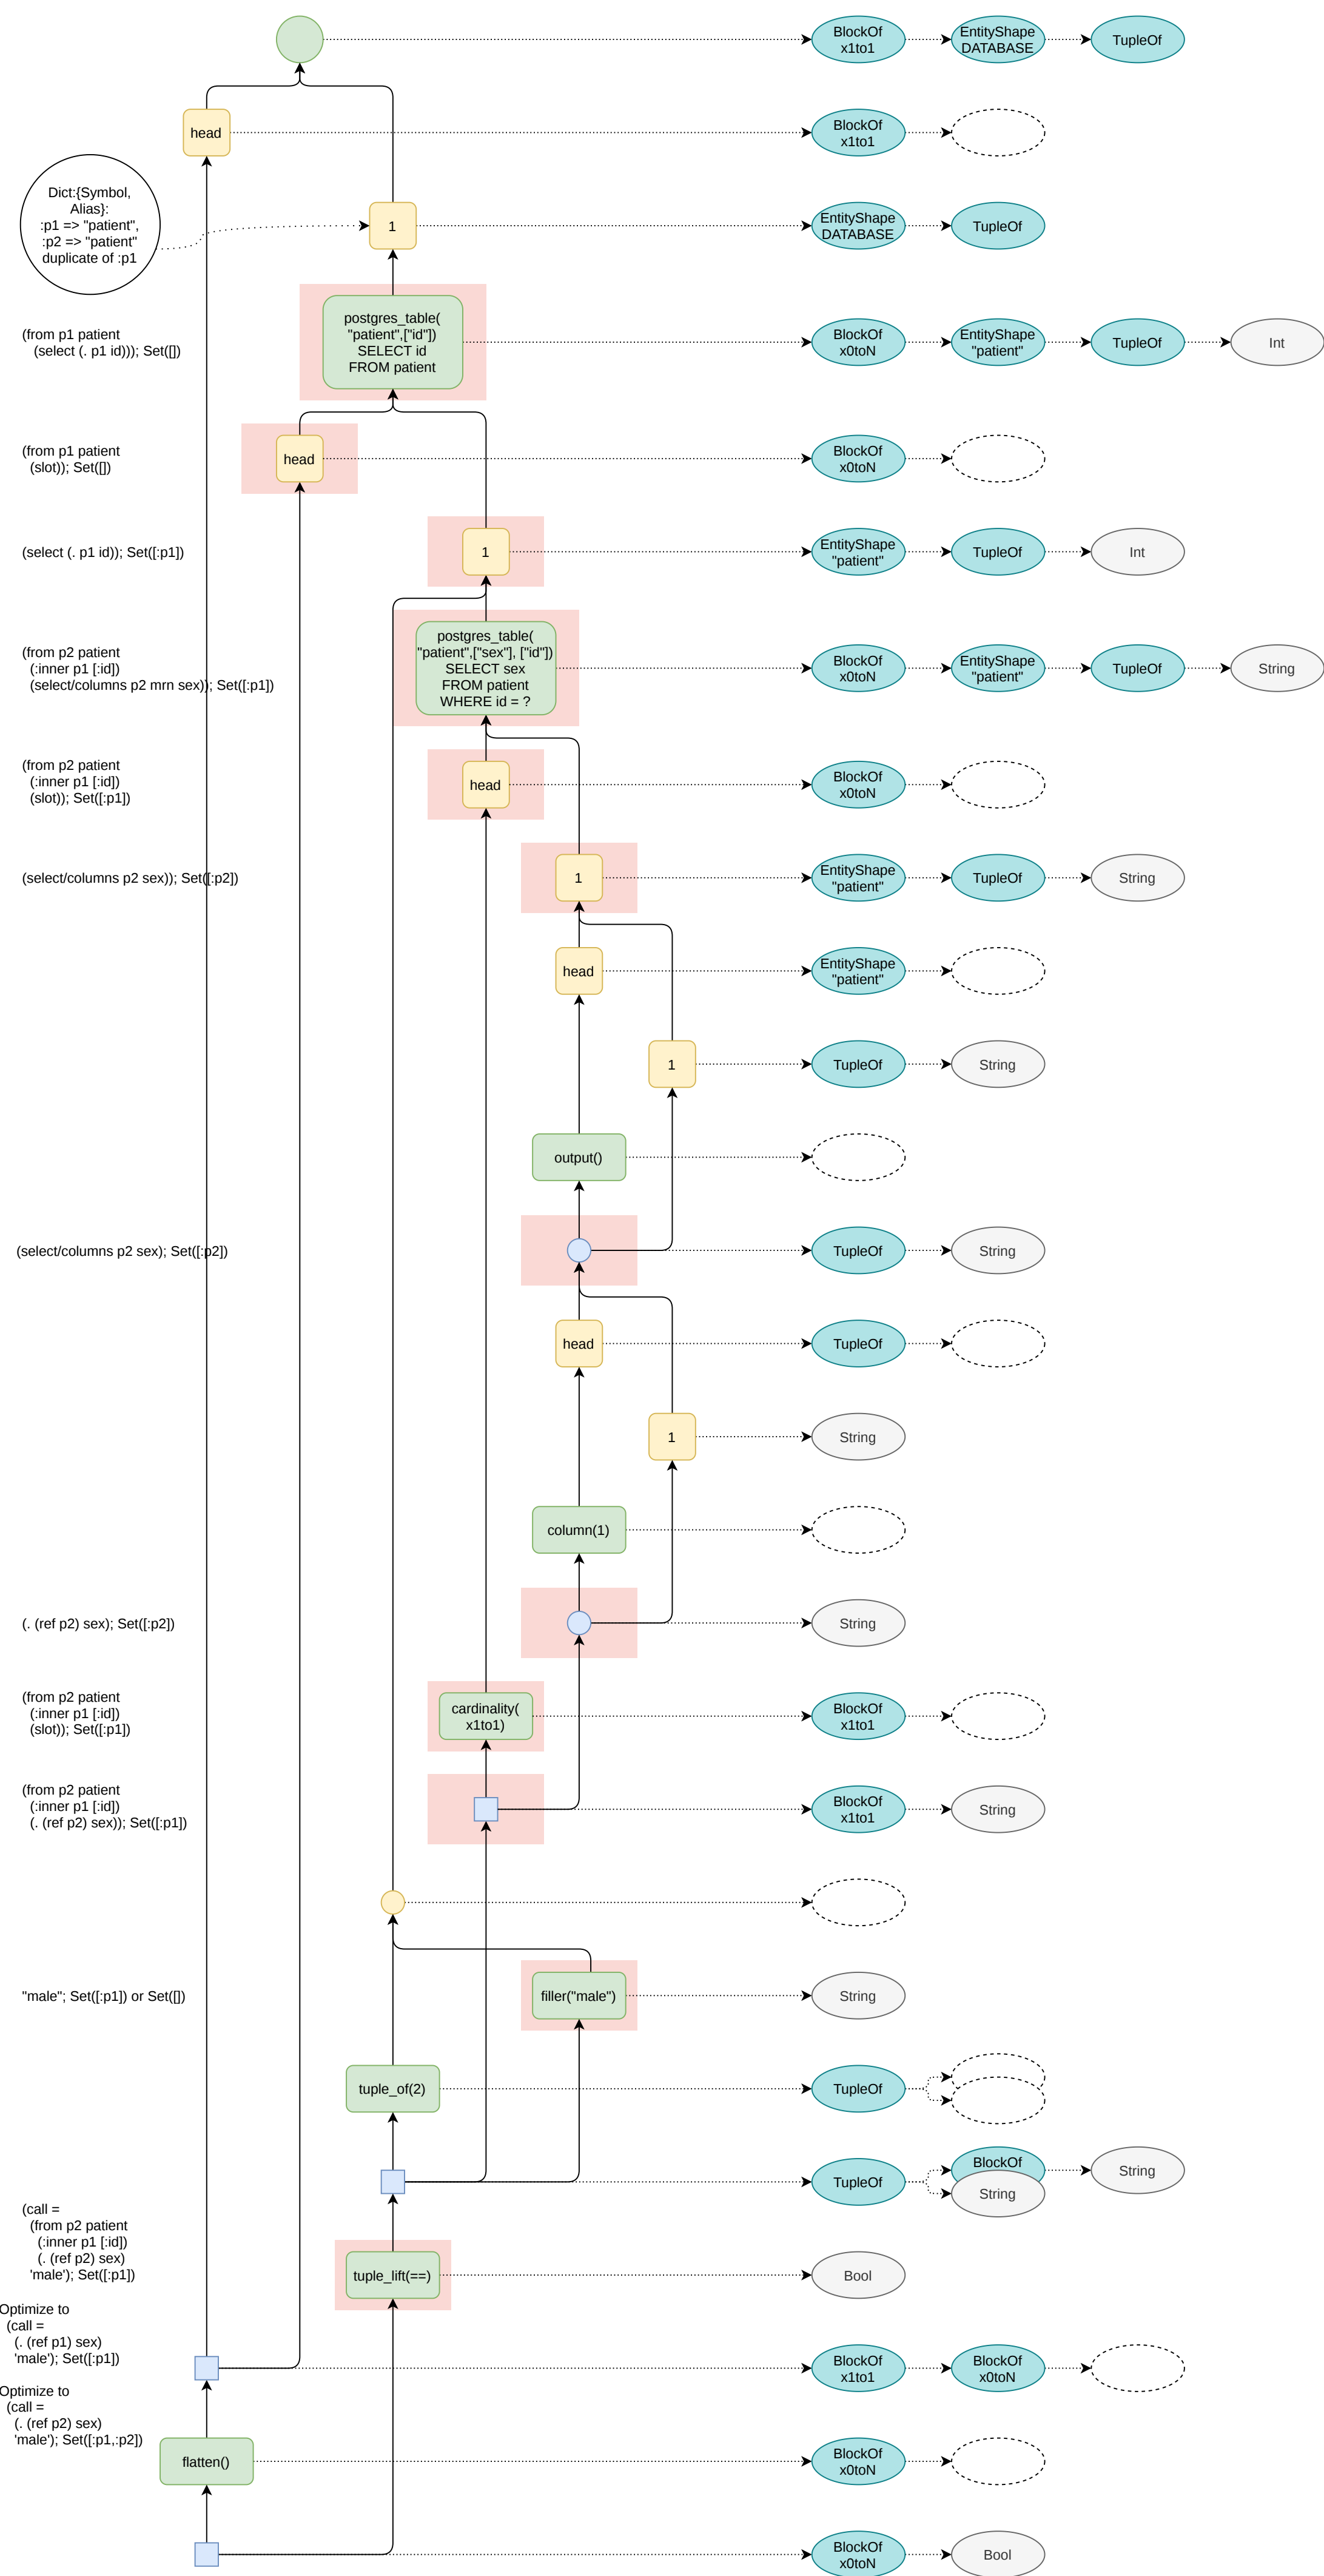 BlockOf
x1to1
EntityShape
DATABASE
TupleOf
head
BlockOf
x1to1
Dict:{Symbol,
Alias}:
:p1 => "patient",
:p2 => "patient"
duplicate of :p1
1
EntityShape
DATABASE
TupleOf
(from p1 patient
(select (. p1 id))); Set([])
postgres_table(
"patient",["id"])
SELECT id
FROM patient
BlockOf
x0toN
EntityShape
"patient"
TupleOf
Int
(from p1 patient
(slot)); Set([])
head
BlockOf
x0toN
(select (. p1 id)); Set([:p1])
1
EntityShape
"patient"
TupleOf
Int
(from p2 patient
(:inner p1 [:id])
(select/columns p2 mrn sex)); Set([:p1])
postgres_table(
"patient",["sex"], ["id"])
SELECT sex
FROM patient
WHERE id = ?
BlockOf
x0toN
EntityShape
"patient"
TupleOf
String
(from p2 patient
(:inner p1 [:id])
(slot)); Set([:p1])
head
BlockOf
x0toN
(select/columns p2 sex)); Set([:p2])
1
EntityShape
"patient"
TupleOf
String
head
EntityShape
"patient"
1
TupleOf
String
output()
(select/columns p2 sex); Set([:p2])
TupleOf
String
head
TupleOf
1
String
column(1)
(. (ref p2) sex); Set([:p2])
String
(from p2 patient
(:inner p1 [:id])
(slot)); Set([:p1])
cardinality(
x1to1)
BlockOf
x1to1
(from p2 patient
(:inner p1 [:id])
(. (ref p2) sex)); Set([:p1])
BlockOf
x1to1
String
"male"; Set([:p1]) or Set([])
filler("male")
String
tuple_of(2)
TupleOf
TupleOf
BlockOf
String
String
(call =
(from p2 patient
(:inner p1 [:id])
(. (ref p2) sex)
'male'); Set([:p1])
tuple_lift(==)
Bool
Optimize to
(call =
(. (ref p1) sex)
'male'); Set([:p1])
BlockOf
x1to1
BlockOf
x0toN
Optimize to
(call =
(. (ref p2) sex)
'male'); Set([:p1,:p2])
flatten()
BlockOf
x0toN
BlockOf
x0toN
Bool